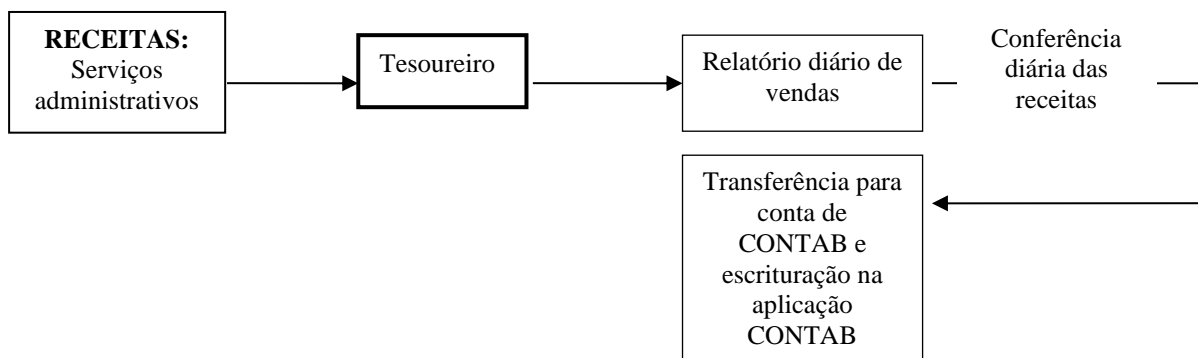 RECEITAS:
Serviços
administrativos
Tesoureiro
Relatório diário de
vendas
Conferência
diária das
receitas
Transferência para
conta de
CONTAB e
escrituração na
aplicação
CONTAB